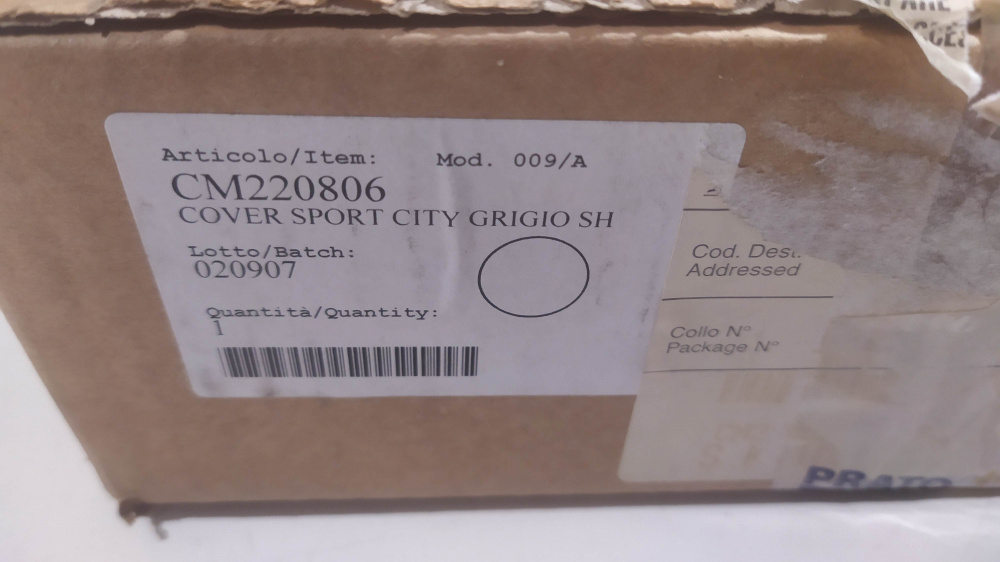 Articolo/Item: Mod. 009/A
CM220806
COVER SPORT CITY GRIGIO SH
Lotto/Batch:
020907
Quantità/Quantity:
1
Cod. Dest.
Addressed
Collo N°
Package N°
PRATO